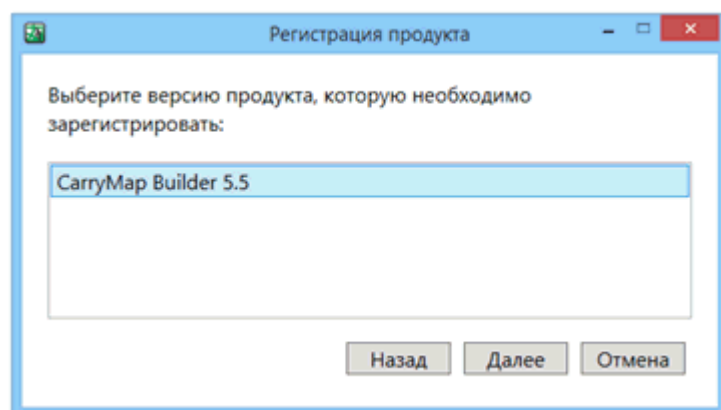 Регистрация продукта
Выберите версию продукта, которую необходимо
зарегистрировать:
CarryMap Builder 5.5
Назад Далее Отмена